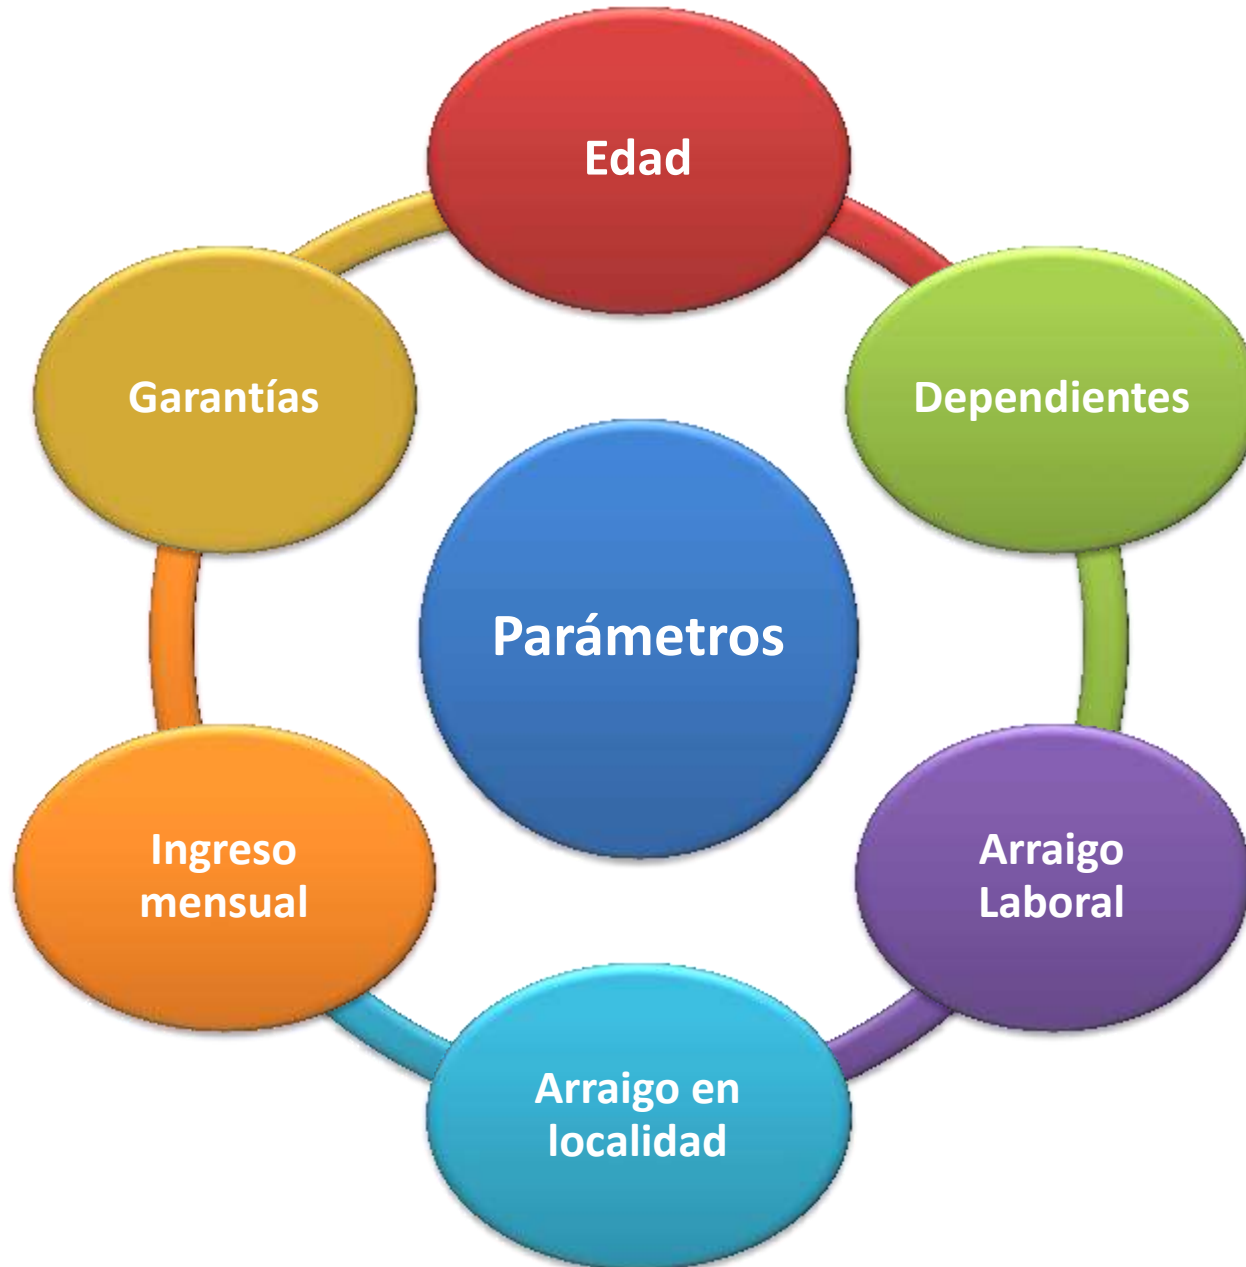 Edad
Garantías
Dependientes
Parámetros
Ingreso
mensual
Arraigo
Laboral
Arraigo en
localidad